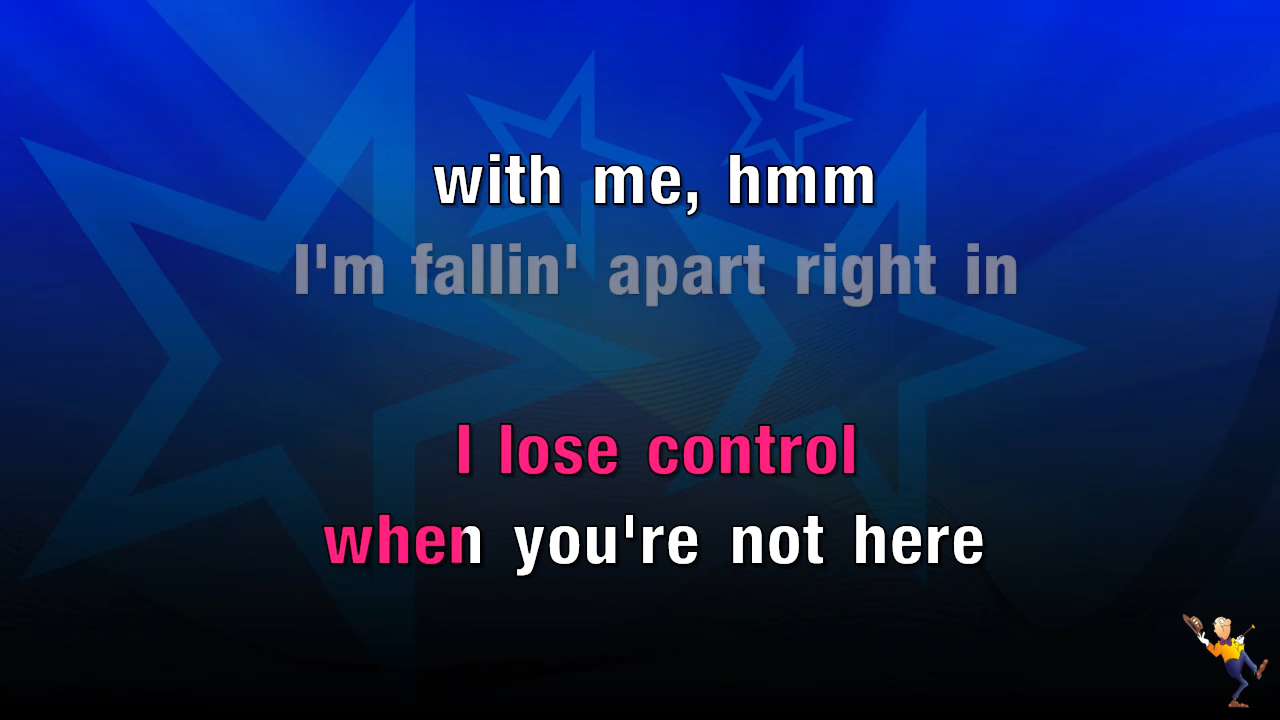 with me, hmm
I'm fallin' apart right in
I lose control
when you're not here